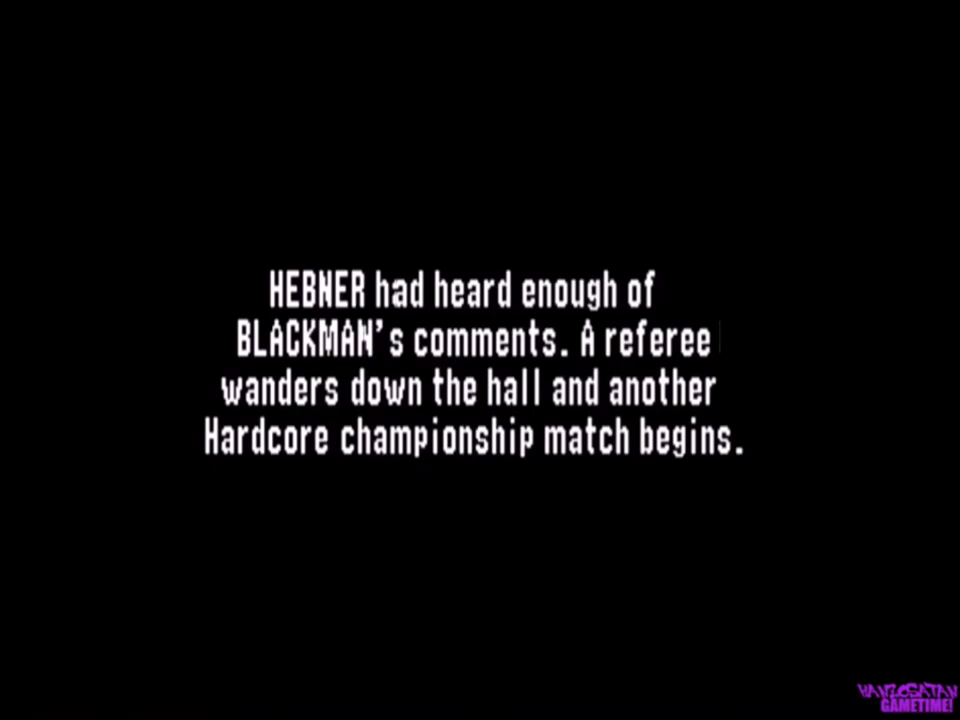 HEBNER had heard enough of
BLACKMAN's comments. A referee
wanders down the hall and another
Hardcore championship match begins.
HANZOSATAN
GAMETIME!